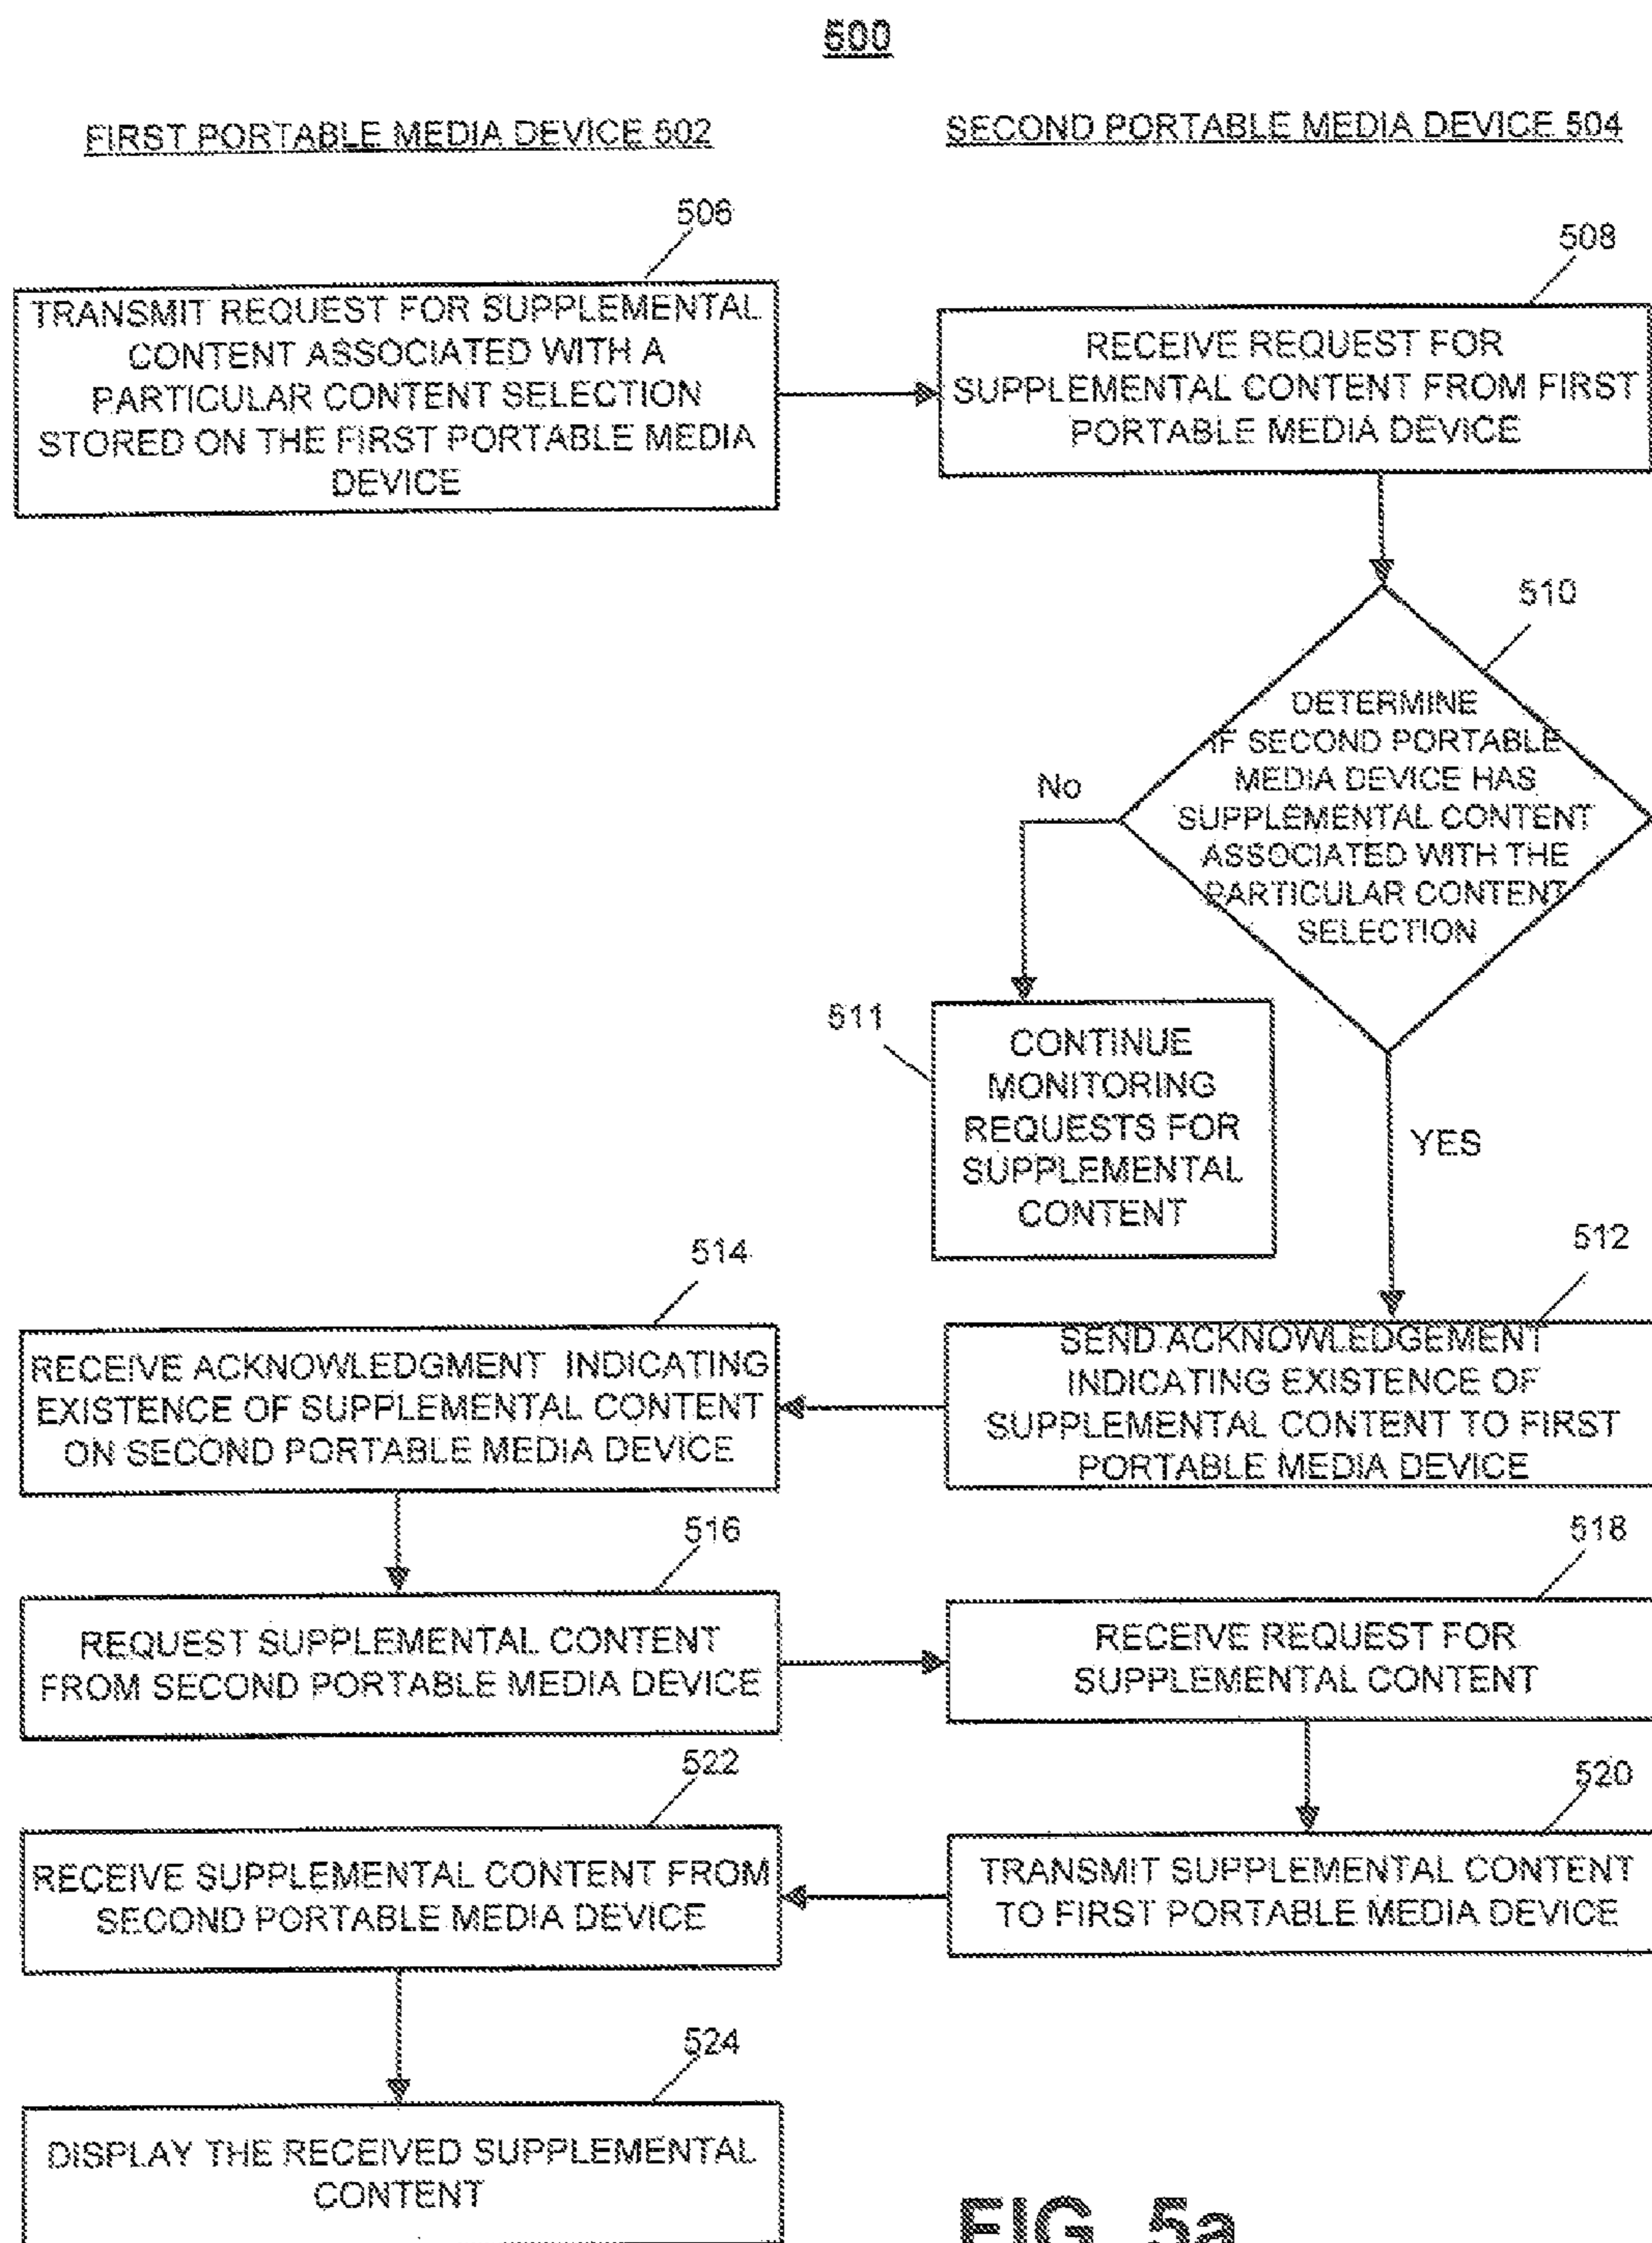 500
FIRST PORTABLE MEDIA DEVICE 502
SECOND PORTABLE MEDIA DEVICE 504
506
TRANSMIT REQUEST FOR SUPPLEMENTAL
CONTENT ASSOCIATED WITH A
PARTICULAR CONTENT SELECTION
STORED ON THE FIRST PORTABLE MEDIA
DEVICE
508
RECEIVE REQUEST FOR
SUPPLEMENTAL CONTENT FROM FIRST
PORTABLE MEDIA DEVICE
510
DETERMINE
IF SECOND PORTABLE
MEDIA DEVICE HAS
SUPPLEMENTAL CONTENT
ASSOCIATED WITH THE
PARTICULAR CONTENT
SELECTION
No
511
CONTINUE
MONITORING
REQUESTS FOR
SUPPLEMENTAL
CONTENT
YES
512
SEND ACKNOWLEDGEMENT
INDICATING EXISTENCE OF
SUPPLEMENTAL CONTENT TO FIRST
PORTABLE MEDIA DEVICE
514
RECEIVE ACKNOWLEDGMENT INDICATING
EXISTENCE OF SUPPLEMENTAL CONTENT
ON SECOND PORTABLE MEDIA DEVICE
516
REQUEST SUPPLEMENTAL CONTENT
FROM SECOND PORTABLE MEDIA DEVICE
518
RECEIVE REQUEST FOR
SUPPLEMENTAL CONTENT
520
TRANSMIT SUPPLEMENTAL CONTENT
TO FIRST PORTABLE MEDIA DEVICE
522
RECEIVE SUPPLEMENTAL CONTENT FROM
SECOND PORTABLE MEDIA DEVICE
524
DISPLAY THE RECEIVED SUPPLEMENTAL
CONTENT
FIG. 5a